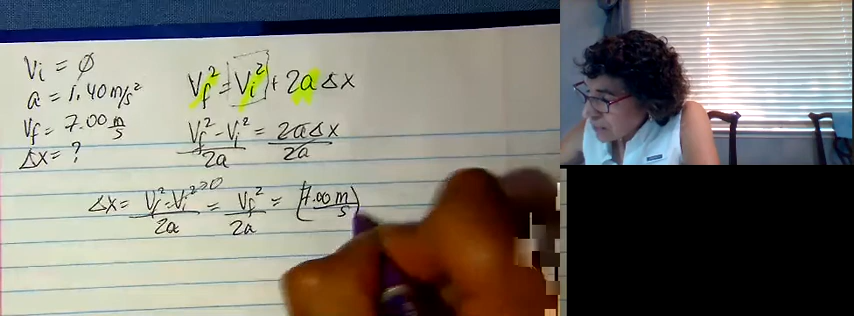 Vi = ∅
a = 1.40 m/s²
Vf = 7.00 m/s
Δx = ?
Vf² = Vi² + 2aΔx
(Vf² - Vi²)/2a = 2aΔx/2a
Δx = (Vf² - Vi²→0)/2a = Vf²/2a = (7.00 m/s)